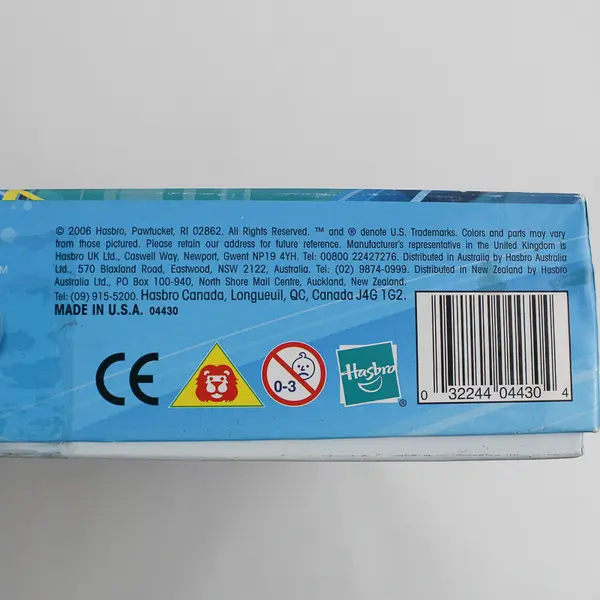 © 2006 Hasbro, Pawtucket, RI 02862. All Rights Reserved. ™ and ® denote U.S. Trademarks. Colors and parts may vary
from those pictured. Please retain our address for future reference. Manufacturer's representative in the United Kingdom is
Hasbro UK Ltd., Caswell Way, Newport, Gwent NP19 4YH. Tel: 00800 22427276. Distributed in Australia by Hasbro Australia
Ltd., 570 Blaxland Road, Eastwood, NSW 2122, Australia. Tel: (02) 9874-0999. Distributed in New Zealand by Hasbro
Australia Ltd., PO Box 100-940, North Shore Mail Centre, Auckland, New Zealand.
Tel: (09) 915-5200. Hasbro Canada, Longueuil, QC, Canada J4G 1G2.
MADE IN U.S.A. 04430
TM
CE
0-3
Hasbro ®
0 32244 04430 4